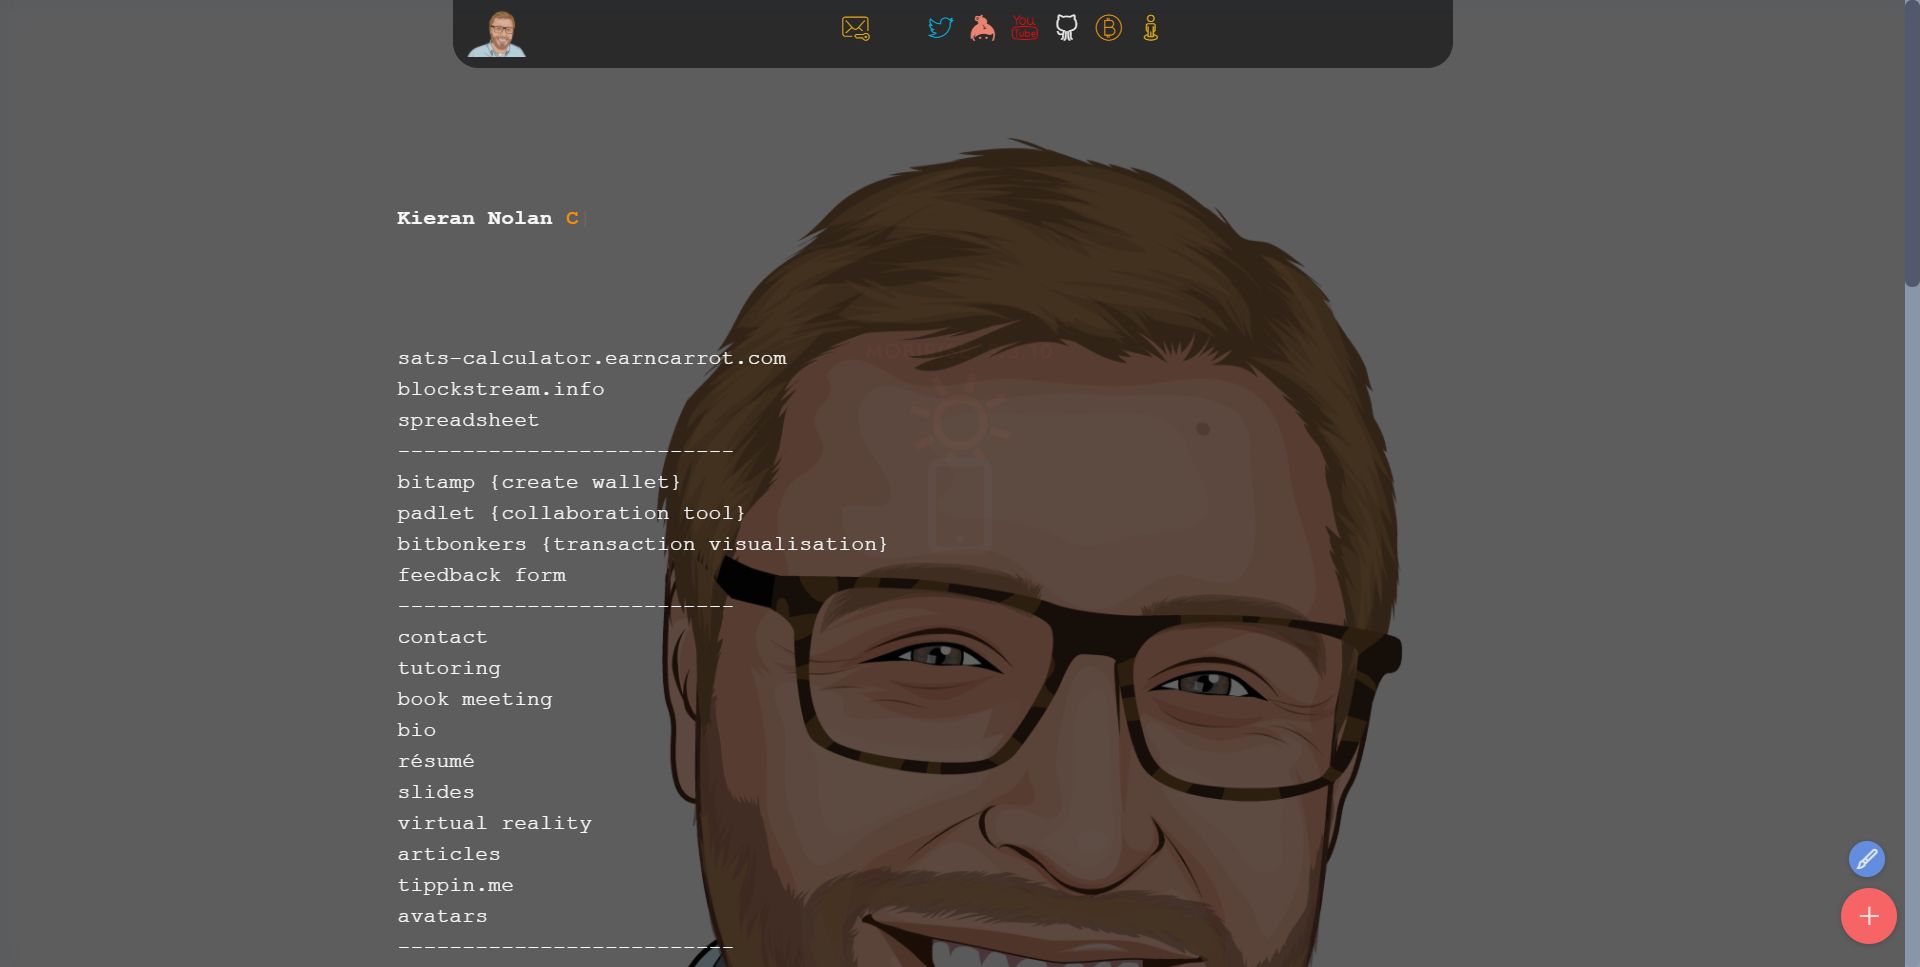 You
Tube
Kieran Nolan C
sats-calculator.earncarrot.com
blockstream.info
spreadsheet
--------------------------
bitamp {create wallet}
padlet {collaboration tool}
bitbonkers {transaction visualisation}
feedback form
--------------------------
contact
tutoring
book meeting
bio
résumé
slides
virtual reality
articles
tippin.me
avatars
--------------------------